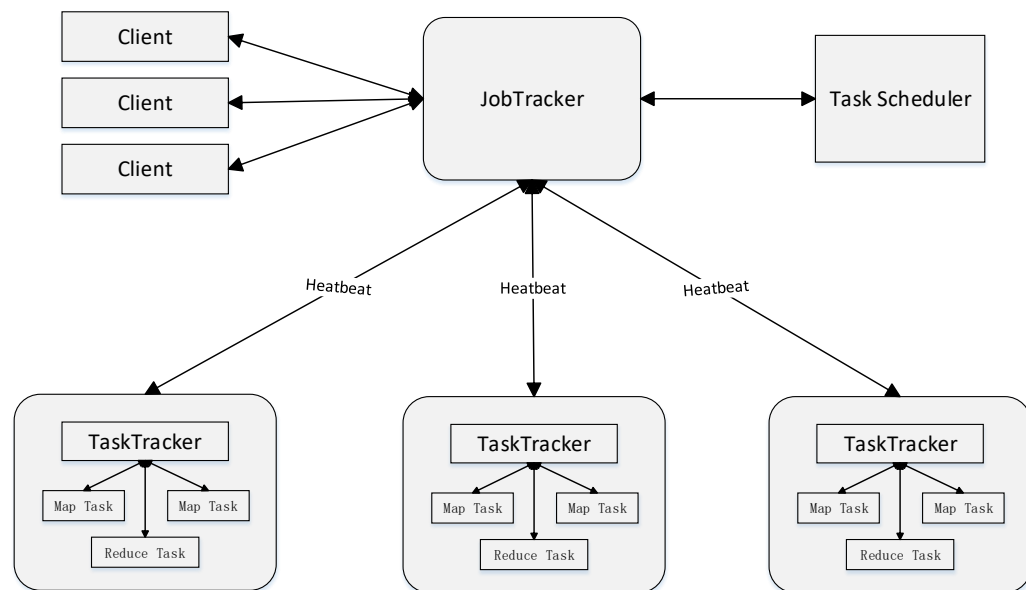 Client
Client
Client
JobTracker
Task Scheduler
Heatbeat
Heatbeat
Heatbeat
TaskTracker
Map Task
Map Task
Reduce Task
TaskTracker
Map Task
Map Task
Reduce Task
TaskTracker
Map Task
Map Task
Reduce Task